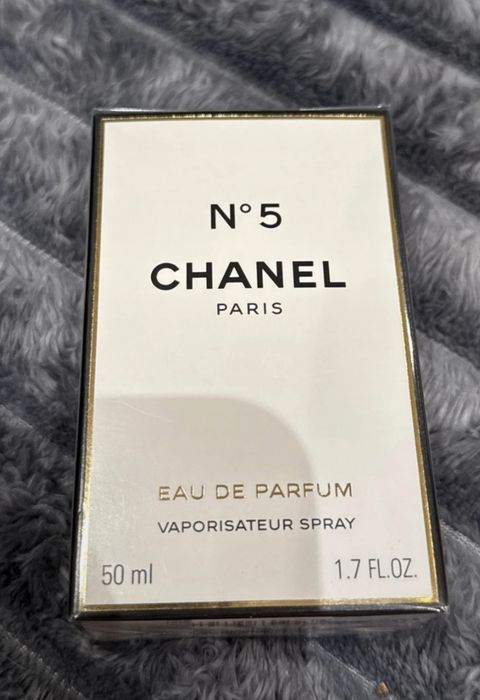 N°5
CHANEL
PARIS
EAU DE PARFUM
VAPORISATEUR SPRAY
50 ml 1.7 FL.OZ.